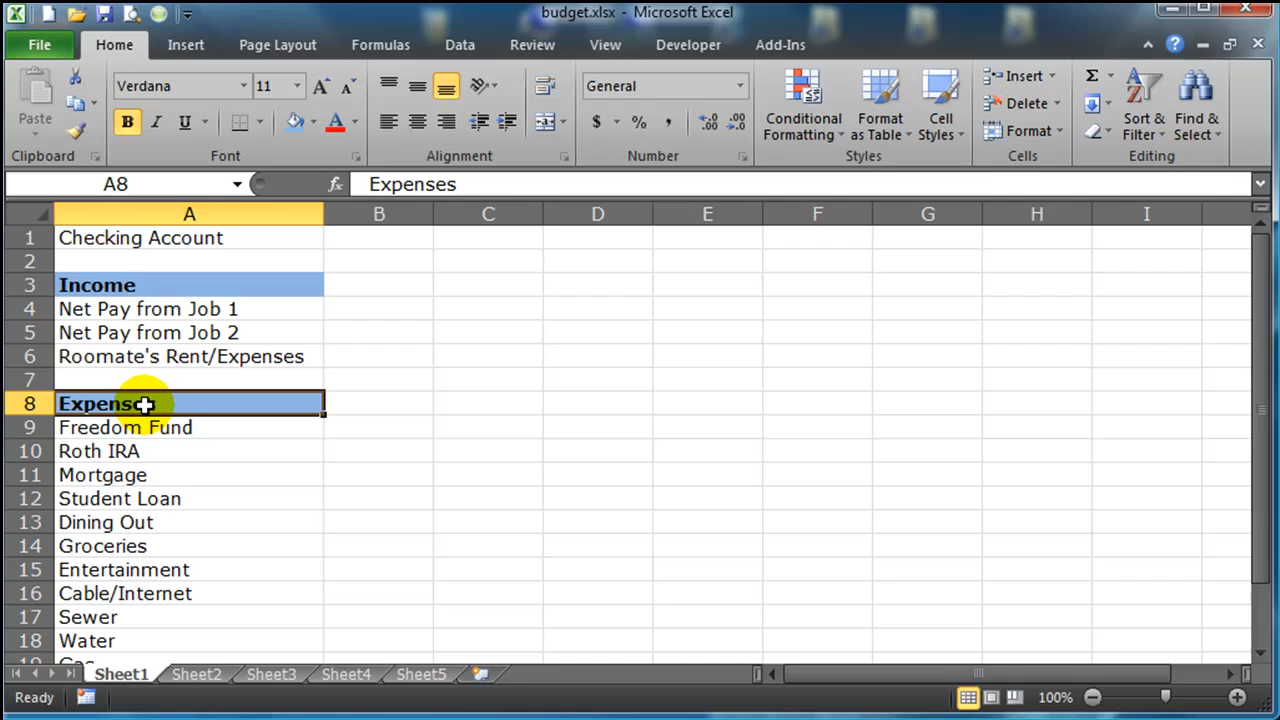 budget.xlsx - Microsoft Excel
File Home Insert Page Layout Formulas Data Review View Developer Add-Ins
Paste
Verdana 11
B I U
General
$ % ,
Conditional Formatting
Format as Table
Cell Styles
Insert
Delete
Format
Σ
Sort & Filter
Find & Select
Clipboard Font Alignment Number Styles Cells Editing
A8 fx Expenses
A B C D E F G H I
1 Checking Account
2
3 Income
4 Net Pay from Job 1
5 Net Pay from Job 2
6 Roomate's Rent/Expenses
7
8 Expenses
9 Freedom Fund
10 Roth IRA
11 Mortgage
12 Student Loan
13 Dining Out
14 Groceries
15 Entertainment
16 Cable/Internet
17 Sewer
18 Water
19 Gas
Sheet1 Sheet2 Sheet3 Sheet4 Sheet5
Ready 100%